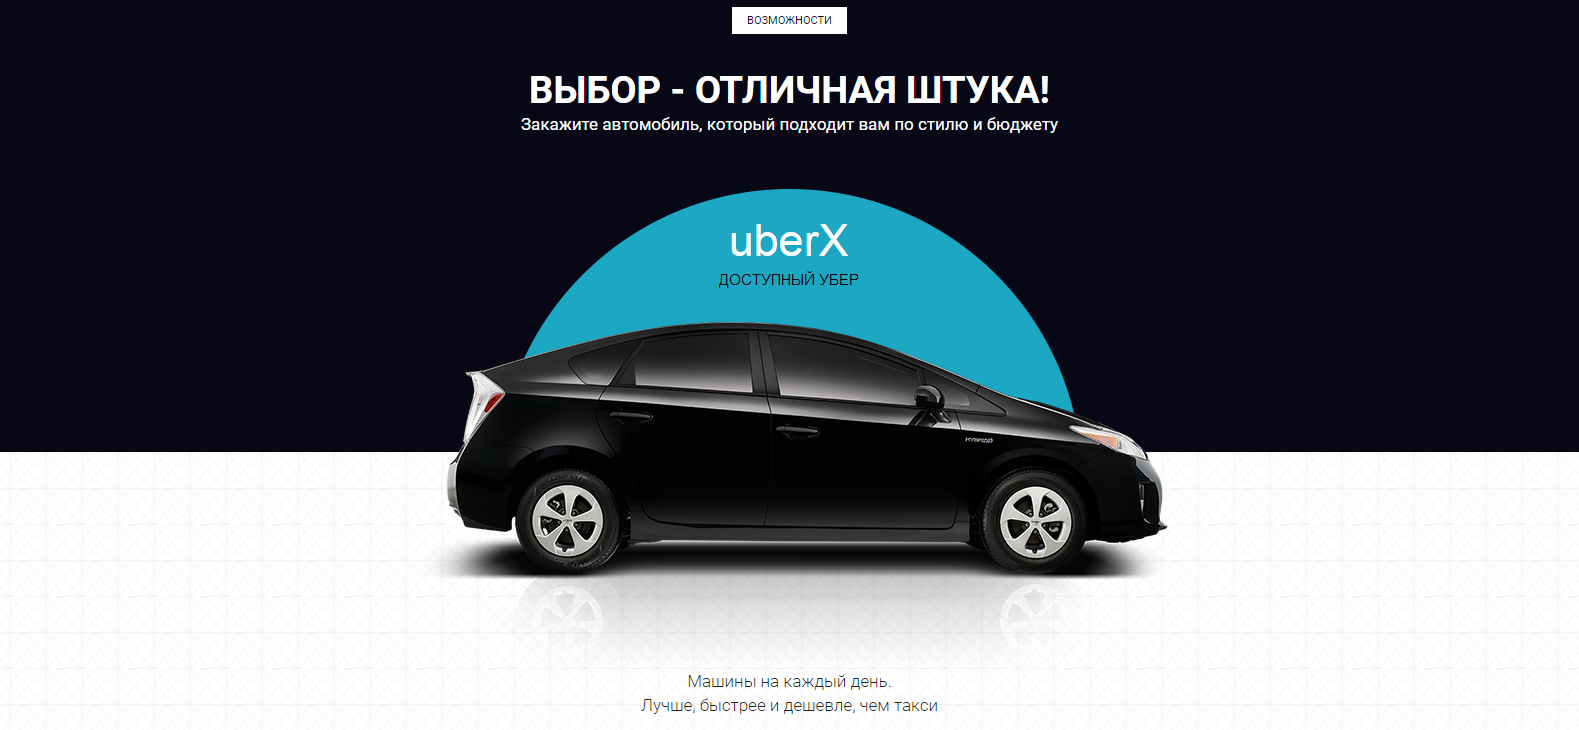 ВОЗМОЖНОСТИ
ВЫБОР - ОТЛИЧНАЯ ШТУКА!
Закажите автомобиль, который подходит вам по стилю и бюджету
uberX
ДОСТУПНЫЙ УБЕР
HYBRID
Машины на каждый день.
Лучше, быстрее и дешевле, чем такси